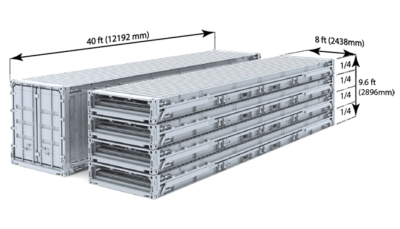 40 ft (12192 mm)
8 ft (2438mm)
1/4
1/4
9.6 ft
(2896mm)
1/4
1/4